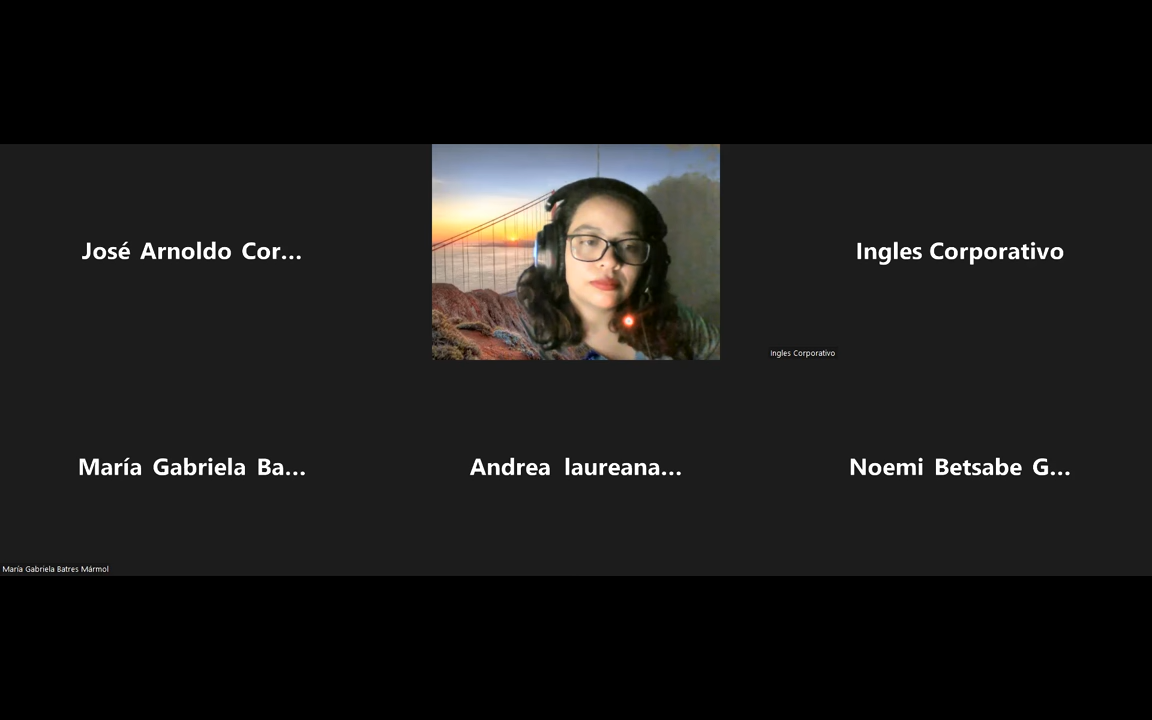 José Arnoldo Cor...
Ingles Corporativo
Ingles Corporativo
María Gabriela Ba...
Andrea laureana...
Noemi Betsabe G...
María Gabriela Batres Mármol